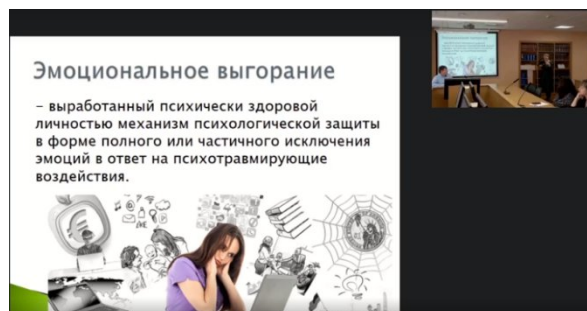 Эмоциональное выгорание
– выработанный психически здоровой
личностью механизм психологической защиты
в форме полного или частичного исключения
эмоций в ответ на психотравмирующие
воздействия.